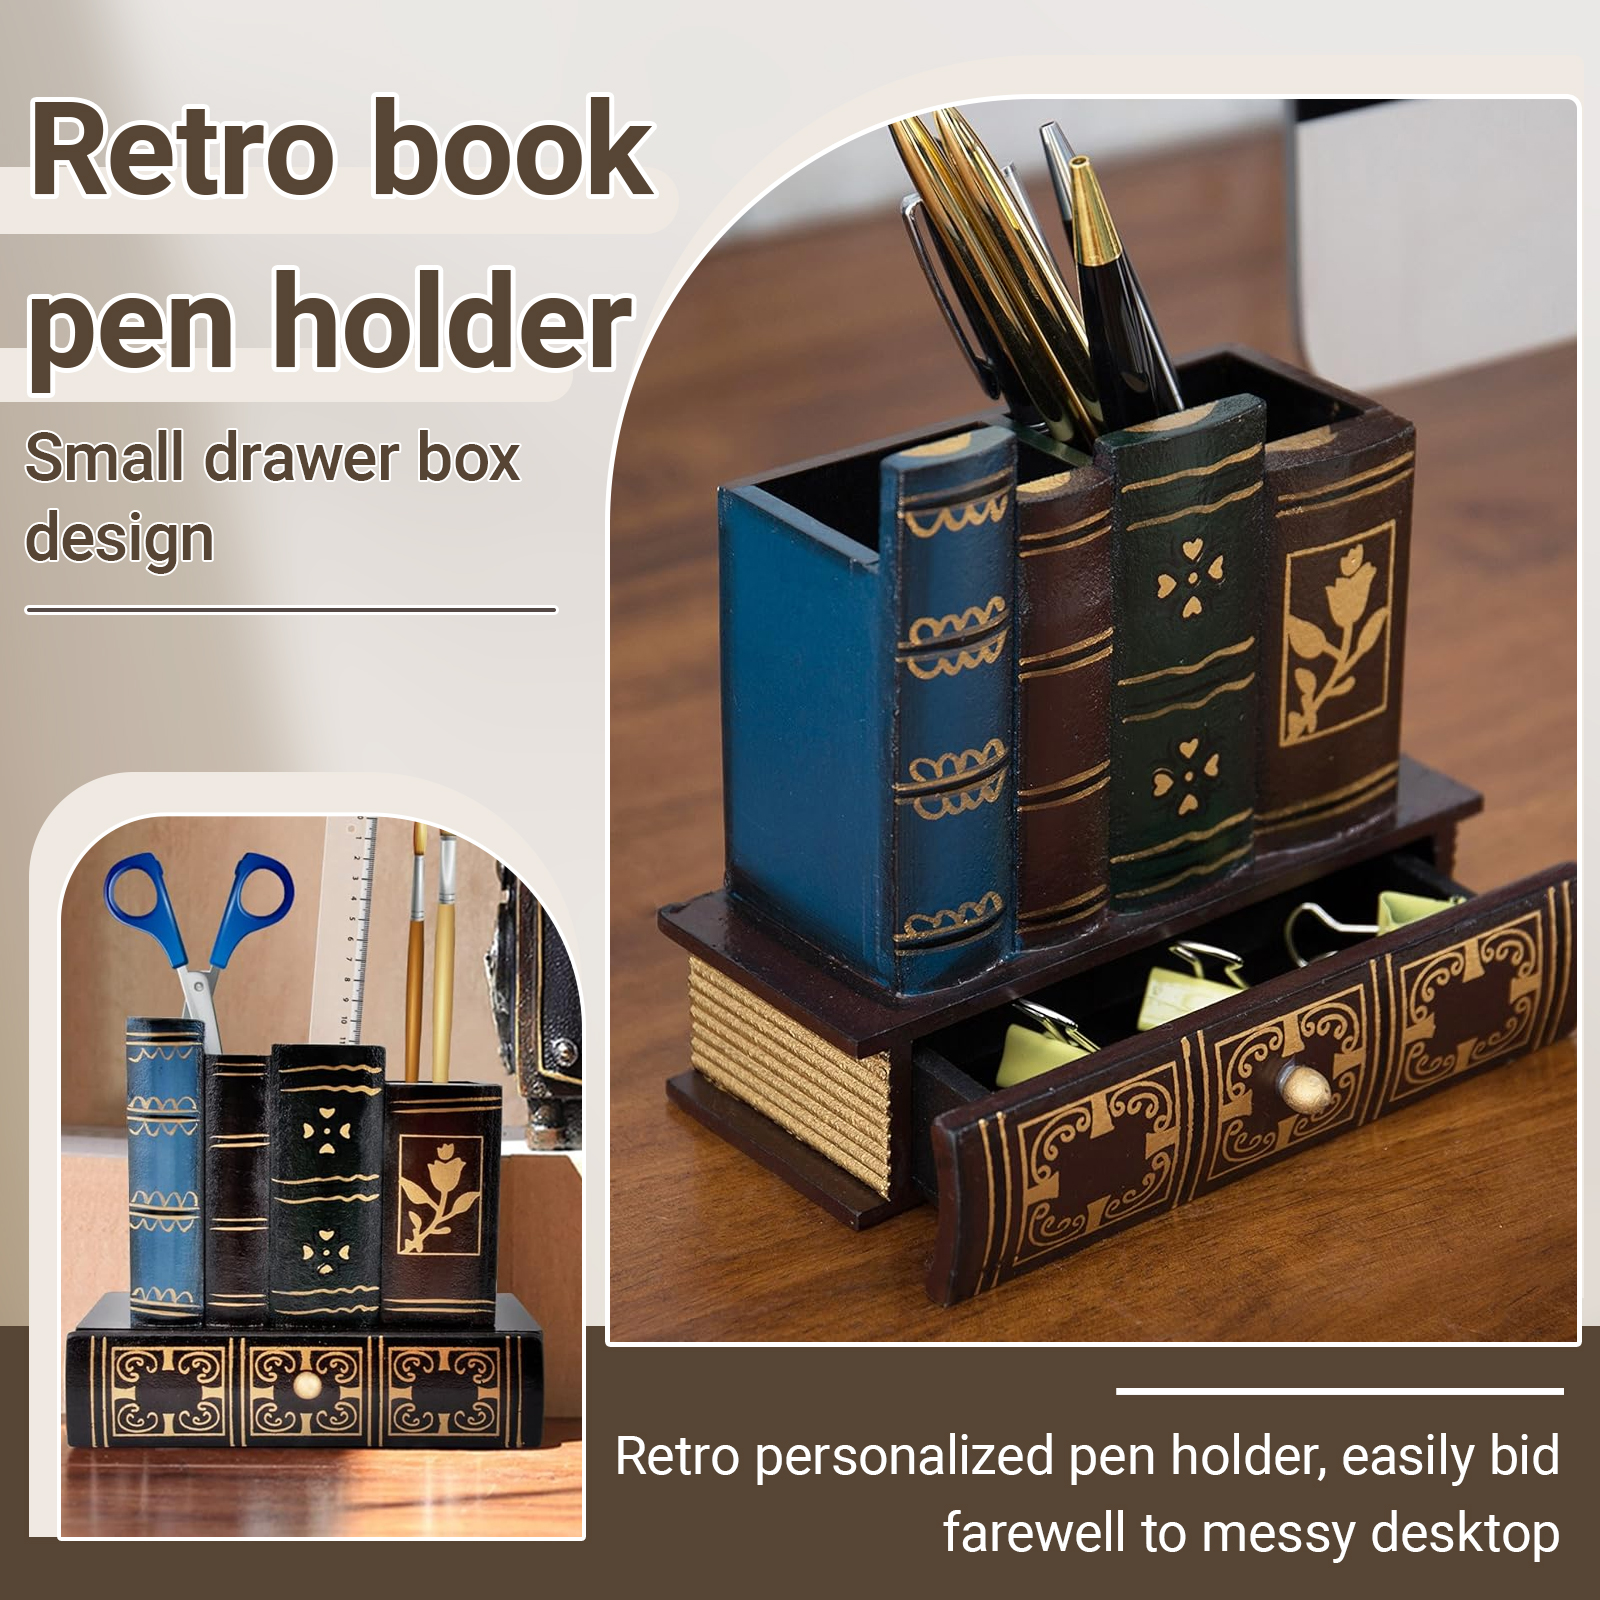 Retro book
pen holder
Small drawer box
design
Retro personalized pen holder, easily bid
farewell to messy desktop